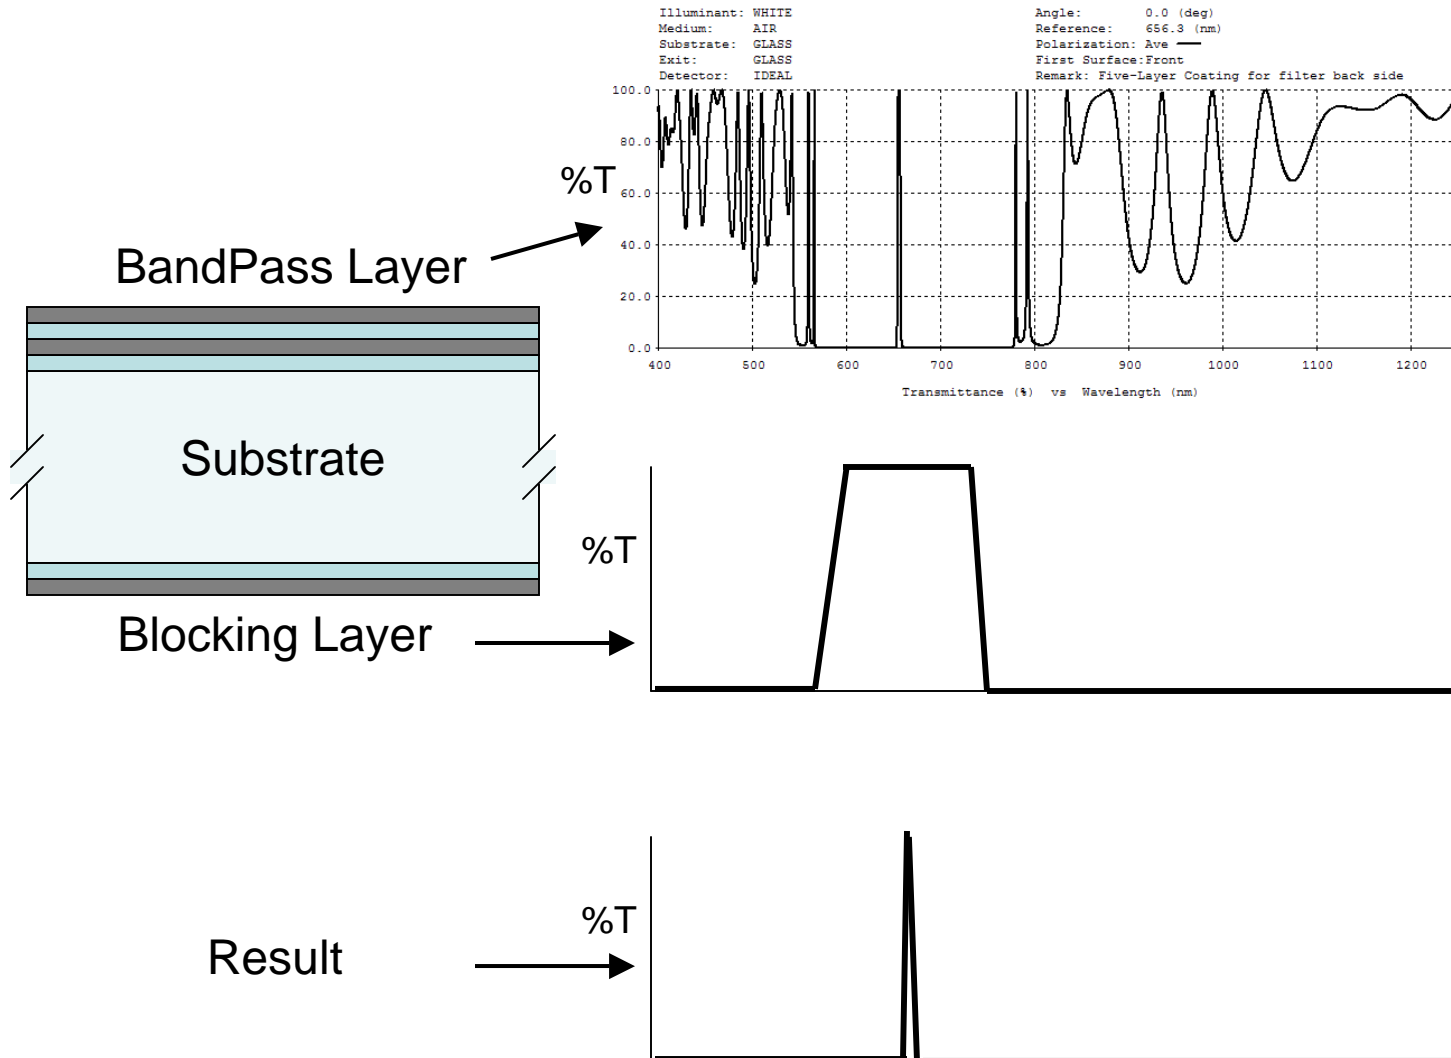 Illuminant: WHITE
Medium: AIR
Substrate: GLASS
Exit: GLASS
Detector: IDEAL
Angle: 0.0 (deg)
Reference: 656.3 (nm)
Polarization: Ave
First Surface:Front
Remark: Five-Layer Coating for filter back side
100.0
80.0
60.0
40.0
20.0
0.0
400 500 600 700 800 900 1000 1100 1200
Transmittance (%) vs Wavelength (nm)
%T
BandPass Layer
Substrate
%T
Blocking Layer
%T
Result